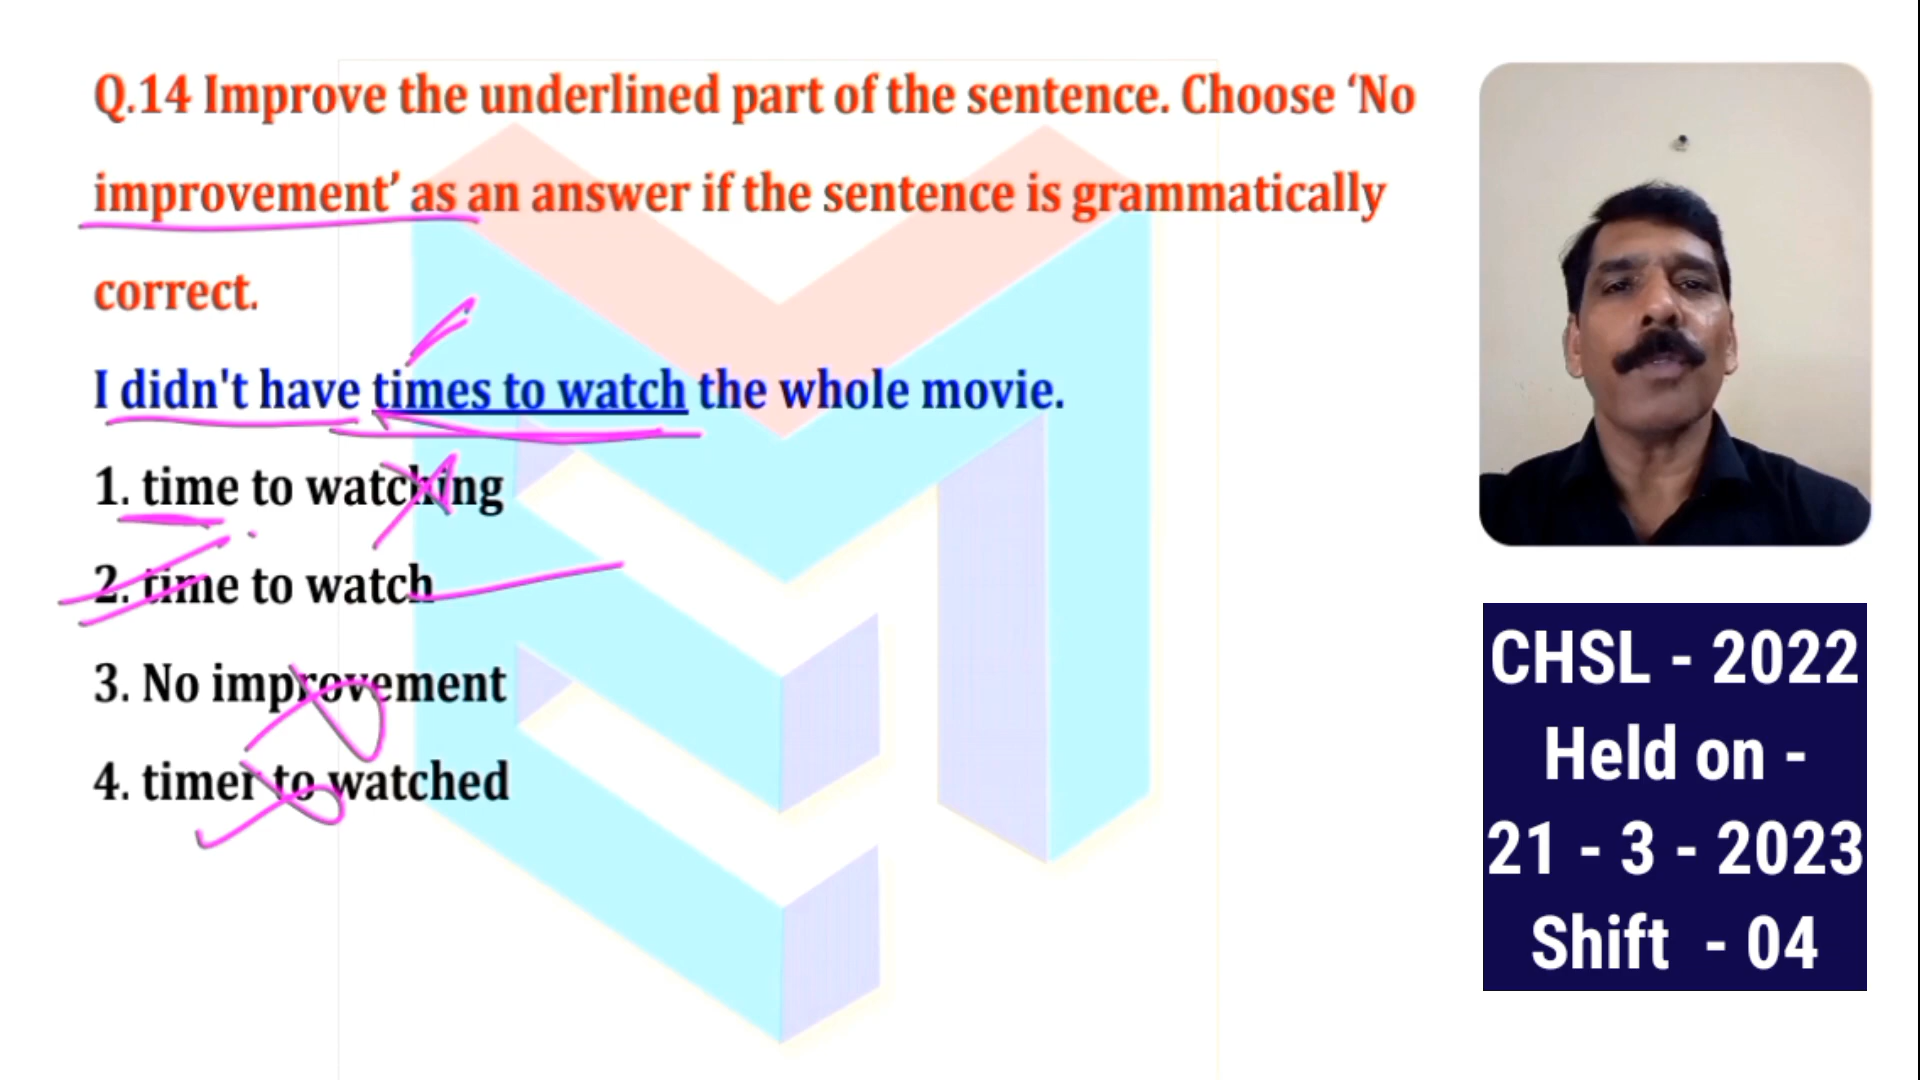 Q.14 Improve the underlined part of the sentence. Choose ‘No
improvement’ as an answer if the sentence is grammatically
correct.
I didn't have times to watch the whole movie.
1. time to watching
2. time to watch
3. No improvement
4. timer to watched
CHSL - 2022
Held on -
21 - 3 - 2023
Shift - 04